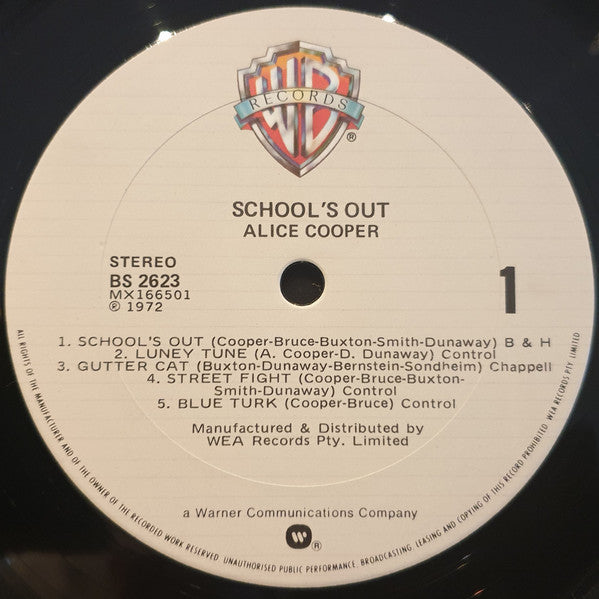 WB
RECORDS
®
SCHOOL'S OUT
ALICE COOPER
STEREO
BS 2623
MX166501
℗ 1972
1
1. SCHOOL'S OUT (Cooper-Bruce-Buxton-Smith-Dunaway) B & H
2. LUNEY TUNE (A. Cooper-D. Dunaway) Control
3. GUTTER CAT (Buxton-Dunaway-Bernstein-Sondheim) Chappell
4. STREET FIGHT (Cooper-Bruce-Buxton-
Smith-Dunaway) Control
5. BLUE TURK (Cooper-Bruce) Control
Manufactured & Distributed by
WEA Records Pty. Limited
a Warner Communications Company
®
ALL RIGHTS OF THE MANUFACTURER AND OF THE OWNER OF THE RECORDED WORK RESERVED. UNAUTHORISED PUBLIC PERFORMANCE, BROADCASTING, LEASING AND COPYING OF THIS RECORD PROHIBITED. WEA RECORDS PTY. LIMITED